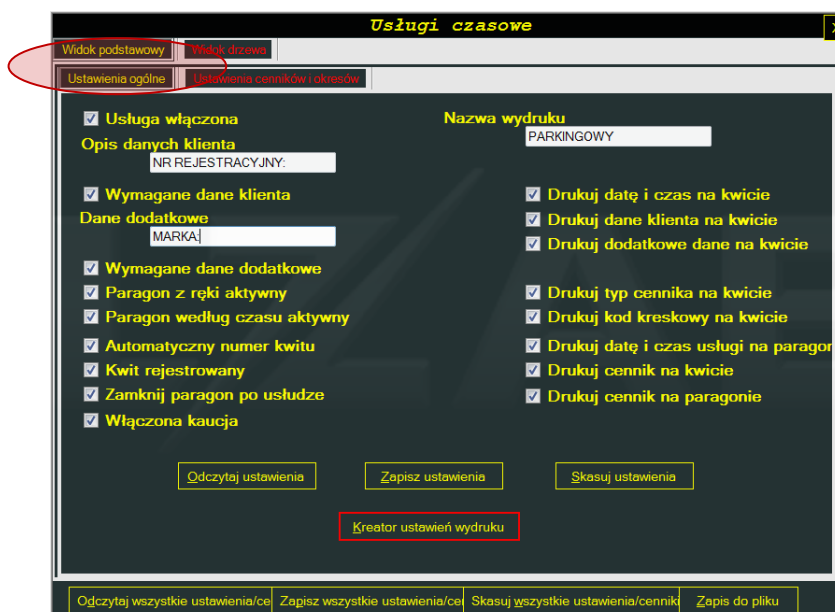 Usługi czasowe
Widok podstawowy Widok drzewa
Ustawienia ogólne Ustawienia cenników i okresów
Usługa włączona Nazwa wydruku
PARKINGOWY
Opis danych klienta
NR REJESTRACYJNY:
Wymagane dane klienta Drukuj datę i czas na kwicie
Dane dodatkowe Drukuj dane klienta na kwicie
MARKA: Drukuj dodatkowe dane na kwicie
Wymagane dane dodatkowe
Paragon z ręki aktywny Drukuj typ cennika na kwicie
Paragon według czasu aktywny Drukuj kod kreskowy na kwicie
Automatyczny numer kwitu Drukuj datę i czas usługi na paragon
Kwit rejestrowany Drukuj cennik na kwicie
Zamknij paragon po usłudze Drukuj cennik na paragonie
Włączona kaucja
Odczytaj ustawienia Zapisz ustawienia Skasuj ustawienia
Kreator ustawień wydruku
Odczytaj wszystkie ustawienia/ce Zapisz wszystkie ustawienia/cer Skasuj wszystkie ustawienia/cenniki Zapis do pliku